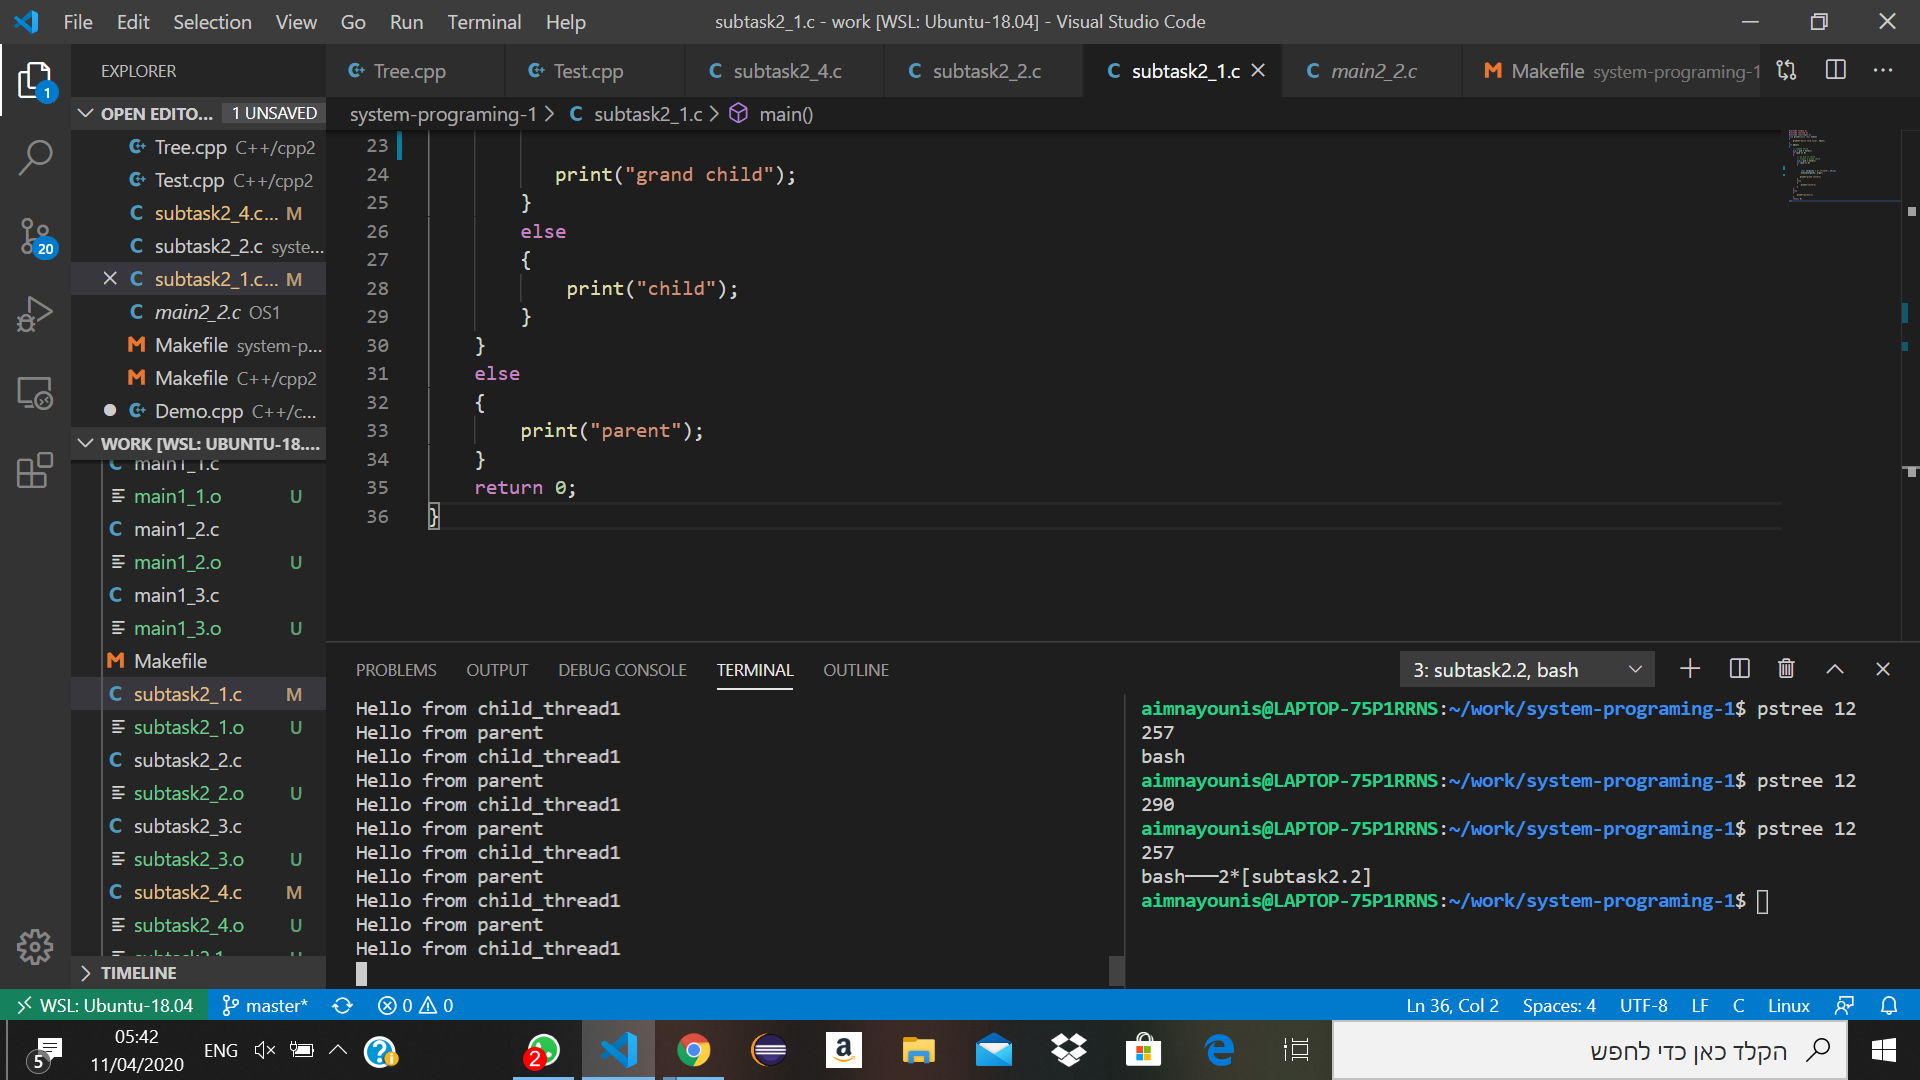 File Edit Selection View Go Run Terminal Help
subtask2_1.c - work [WSL: Ubuntu-18.04] - Visual Studio Code
EXPLORER
Tree.cpp
Test.cpp
subtask2_4.c
subtask2_2.c
subtask2_1.c
main2_2.c
Makefile system-programing-1
1
OPEN EDITO... 1 UNSAVED
Tree.cpp C++/cpp2
Test.cpp C++/cpp2
subtask2_4.c... M
subtask2_2.c syste...
subtask2_1.c... M
main2_2.c OS1
Makefile system-p...
Makefile C++/cpp2
Demo.cpp C++/c...
20
WORK [WSL: UBUNTU-18....
main1_1.c
main1_1.o U
main1_2.c
main1_2.o U
main1_3.c
main1_3.o U
Makefile
subtask2_1.c M
subtask2_1.o U
subtask2_2.c
subtask2_2.o U
subtask2_3.c
subtask2_3.o U
subtask2_4.c M
subtask2_4.o U
TIMELINE
system-programing-1 > C subtask2_1.c > main()
23
24 print("grand child");
25 }
26 else
27 {
28 print("child");
29 }
30 }
31 else
32 {
33 print("parent");
34 }
35 return 0;
36 }
PROBLEMS OUTPUT DEBUG CONSOLE TERMINAL OUTLINE
3: subtask2.2, bash
Hello from child_thread1
Hello from parent
Hello from child_thread1
Hello from parent
Hello from child_thread1
Hello from parent
Hello from child_thread1
Hello from parent
Hello from child_thread1
Hello from parent
Hello from child_thread1
aimnayounis@LAPTOP-75P1RRNS:~/work/system-programing-1$ pstree 12
257
bash
aimnayounis@LAPTOP-75P1RRNS:~/work/system-programing-1$ pstree 12
290
aimnayounis@LAPTOP-75P1RRNS:~/work/system-programing-1$ pstree 12
257
bash───2*[subtask2.2]
aimnayounis@LAPTOP-75P1RRNS:~/work/system-programing-1$
WSL: Ubuntu-18.04 master* 0 0
Ln 36, Col 2 Spaces: 4 UTF-8 LF C Linux
5
05:42
11/04/2020
ENG
2
הקלד כאן כדי לחפש